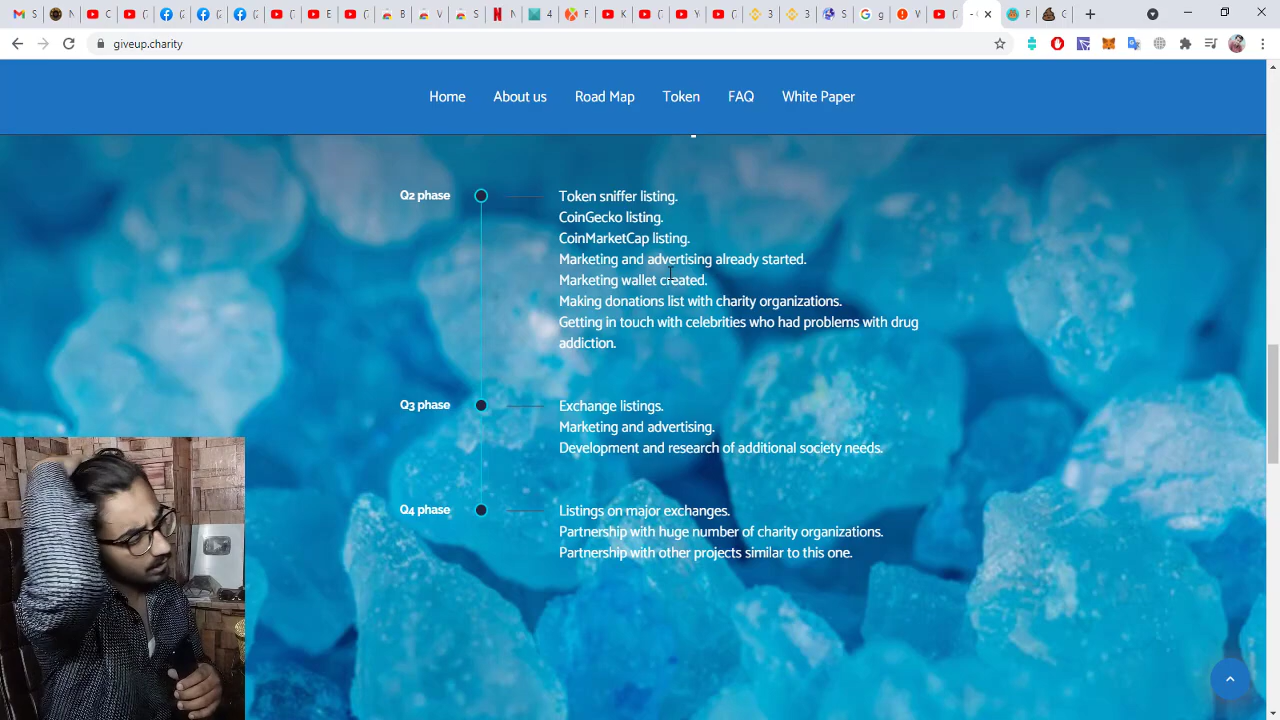 S
N
C
(
(
E
(
B
V
S
N
4
F
K
(
Y
(
3
3
S
g
V
(
-
F
C
giveup.charity
Home About us Road Map Token FAQ White Paper
Q2 phase
Token sniffer listing.
CoinGecko listing.
CoinMarketCap listing.
Marketing and advertising already started.
Marketing wallet created.
Making donations list with charity organizations.
Getting in touch with celebrities who had problems with drug
addiction.
Q3 phase
Exchange listings.
Marketing and advertising.
Development and research of additional society needs.
Q4 phase
Listings on major exchanges.
Partnership with huge number of charity organizations.
Partnership with other projects similar to this one.